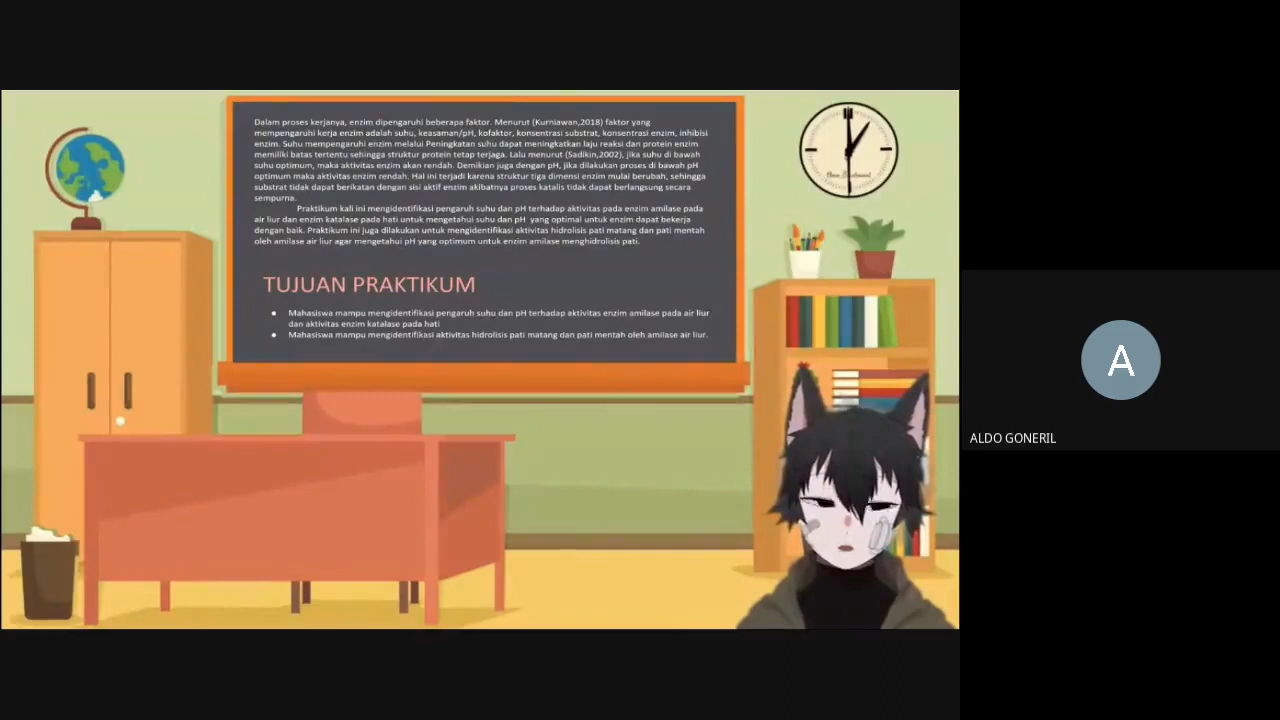 Dalam proses kerjanya, enzim dipengaruhi beberapa faktor. Menurut (Kurniawan,2018) faktor yang
mempengaruhi kerja enzim adalah suhu, keasaman/pH, kofaktor, konsentrasi substrat, konsentrasi enzim, inhibisi
enzim. Suhu mempengaruhi enzim melalui Peningkatan suhu dapat meningkatkan laju reaksi dan protein enzim
memiliki batas tertentu sehingga struktur protein tetap terjaga. Lalu menurut (Sadikin,2002), jika suhu di bawah
suhu optimum, maka aktivitas enzim akan rendah. Demikian juga dengan pH, jika dilakukan proses di bawah pH
optimum maka aktivitas enzim rendah. Hal ini terjadi karena struktur tiga dimensi enzim mulai berubah, sehingga
substrat tidak dapat berikatan dengan sisi aktif enzim akibatnya proses katalis tidak dapat berlangsung secara
sempurna.
Praktikum kali ini mengidentifikasi pengaruh suhu dan pH terhadap aktivitas pada enzim amilase pada
air liur dan enzim katalase pada hati untuk mengetahui suhu dan pH yang optimal untuk enzim dapat bekerja
dengan baik. Praktikum ini juga dilakukan untuk mengidentifikasi aktivitas hidrolisis pati matang dan pati mentah
oleh amilase air liur agar mengetahui pH yang optimum untuk enzim amilase menghidrolisis pati.
TUJUAN PRAKTIKUM
● Mahasiswa mampu mengidentifikasi pengaruh suhu dan pH terhadap aktivitas enzim amilase pada air liur
dan aktivitas enzim katalase pada hati
● Mahasiswa mampu mengidentifikasi aktivitas hidrolisis pati matang dan pati mentah oleh amilase air liur.
A
ALDO GONERIL